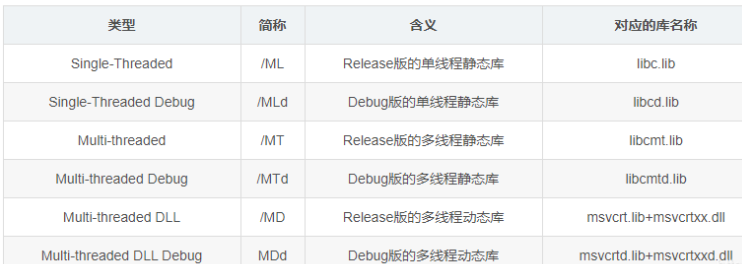 类型 简称 含义 对应的库名称
Single-Threaded /ML Release版的单线程静态库 libc.lib
Single-Threaded Debug /MLd Debug版的单线程静态库 libcd.lib
Multi-threaded /MT Release版的多线程静态库 libcmt.lib
Multi-threaded Debug /MTd Debug版的多线程静态库 libcmtd.lib
Multi-threaded DLL /MD Release版的多线程动态库 msvcrt.lib+msvcrtxx.dll
Multi-threaded DLL Debug MDd Debug版的多线程动态库 msvcrtd.lib+msvcrtxxd.dll